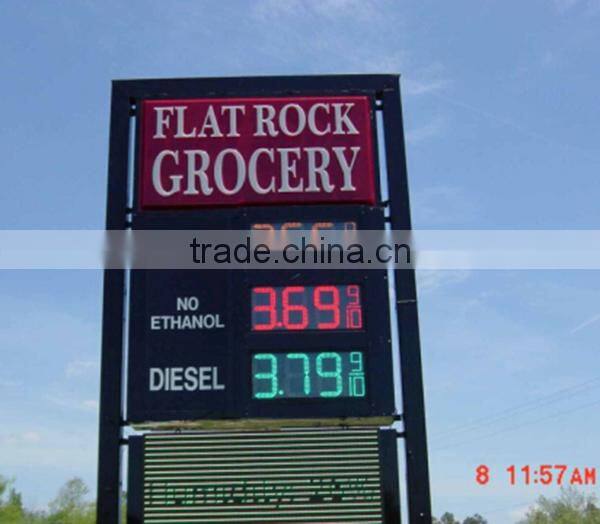 FLAT ROCK
GROCERY
trade.china.cn
NO
ETHANOL
3.69 9/10
DIESEL
3.79 9/10
8 11:57AM